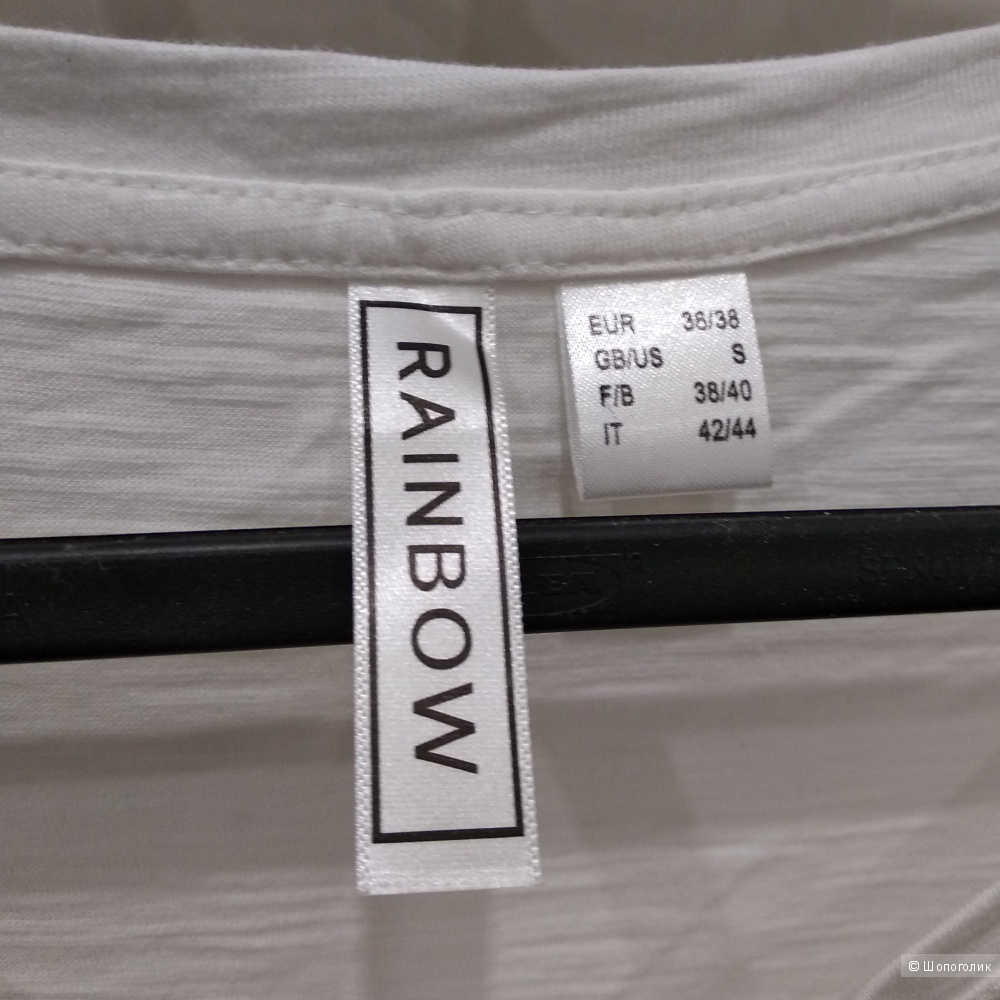 RAINBOW
EUR 36/38
GB/US S
F/B 38/40
IT 42/44
© Шопоголик